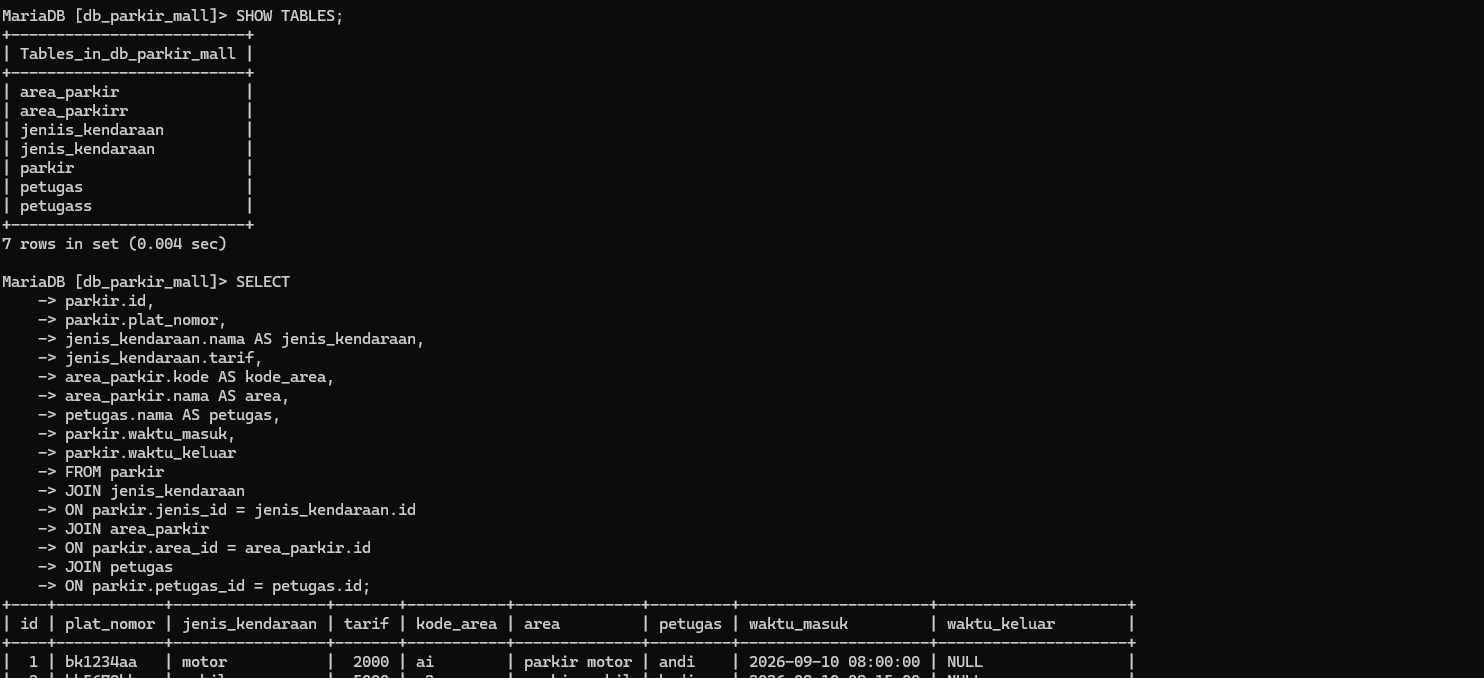 MariaDB [db_parkir_mall]> SHOW TABLES;
+-------------------------+
| Tables_in_db_parkir_mall |
+-------------------------+
| area_parkir |
| area_parkirr |
| jeniis_kendaraan |
| jenis_kendaraan |
| parkir |
| petugas |
| petugass |
+-------------------------+
7 rows in set (0.004 sec)
MariaDB [db_parkir_mall]> SELECT
-> parkir.id,
-> parkir.plat_nomor,
-> jenis_kendaraan.nama AS jenis_kendaraan,
-> jenis_kendaraan.tarif,
-> area_parkir.kode AS kode_area,
-> area_parkir.nama AS area,
-> petugas.nama AS petugas,
-> parkir.waktu_masuk,
-> parkir.waktu_keluar
-> FROM parkir
-> JOIN jenis_kendaraan
-> ON parkir.jenis_id = jenis_kendaraan.id
-> JOIN area_parkir
-> ON parkir.area_id = area_parkir.id
-> JOIN petugas
-> ON parkir.petugas_id = petugas.id;
+----+------------+-----------------+-------+-----------+--------------+---------+---------------------+---------------------+
| id | plat_nomor | jenis_kendaraan | tarif | kode_area | area | petugas | waktu_masuk | waktu_keluar |
+----+------------+-----------------+-------+-----------+--------------+---------+---------------------+---------------------+
| 1 | bk1234aa | motor | 2000 | ai | parkir motor | andi | 2026-09-10 08:00:00 | NULL |